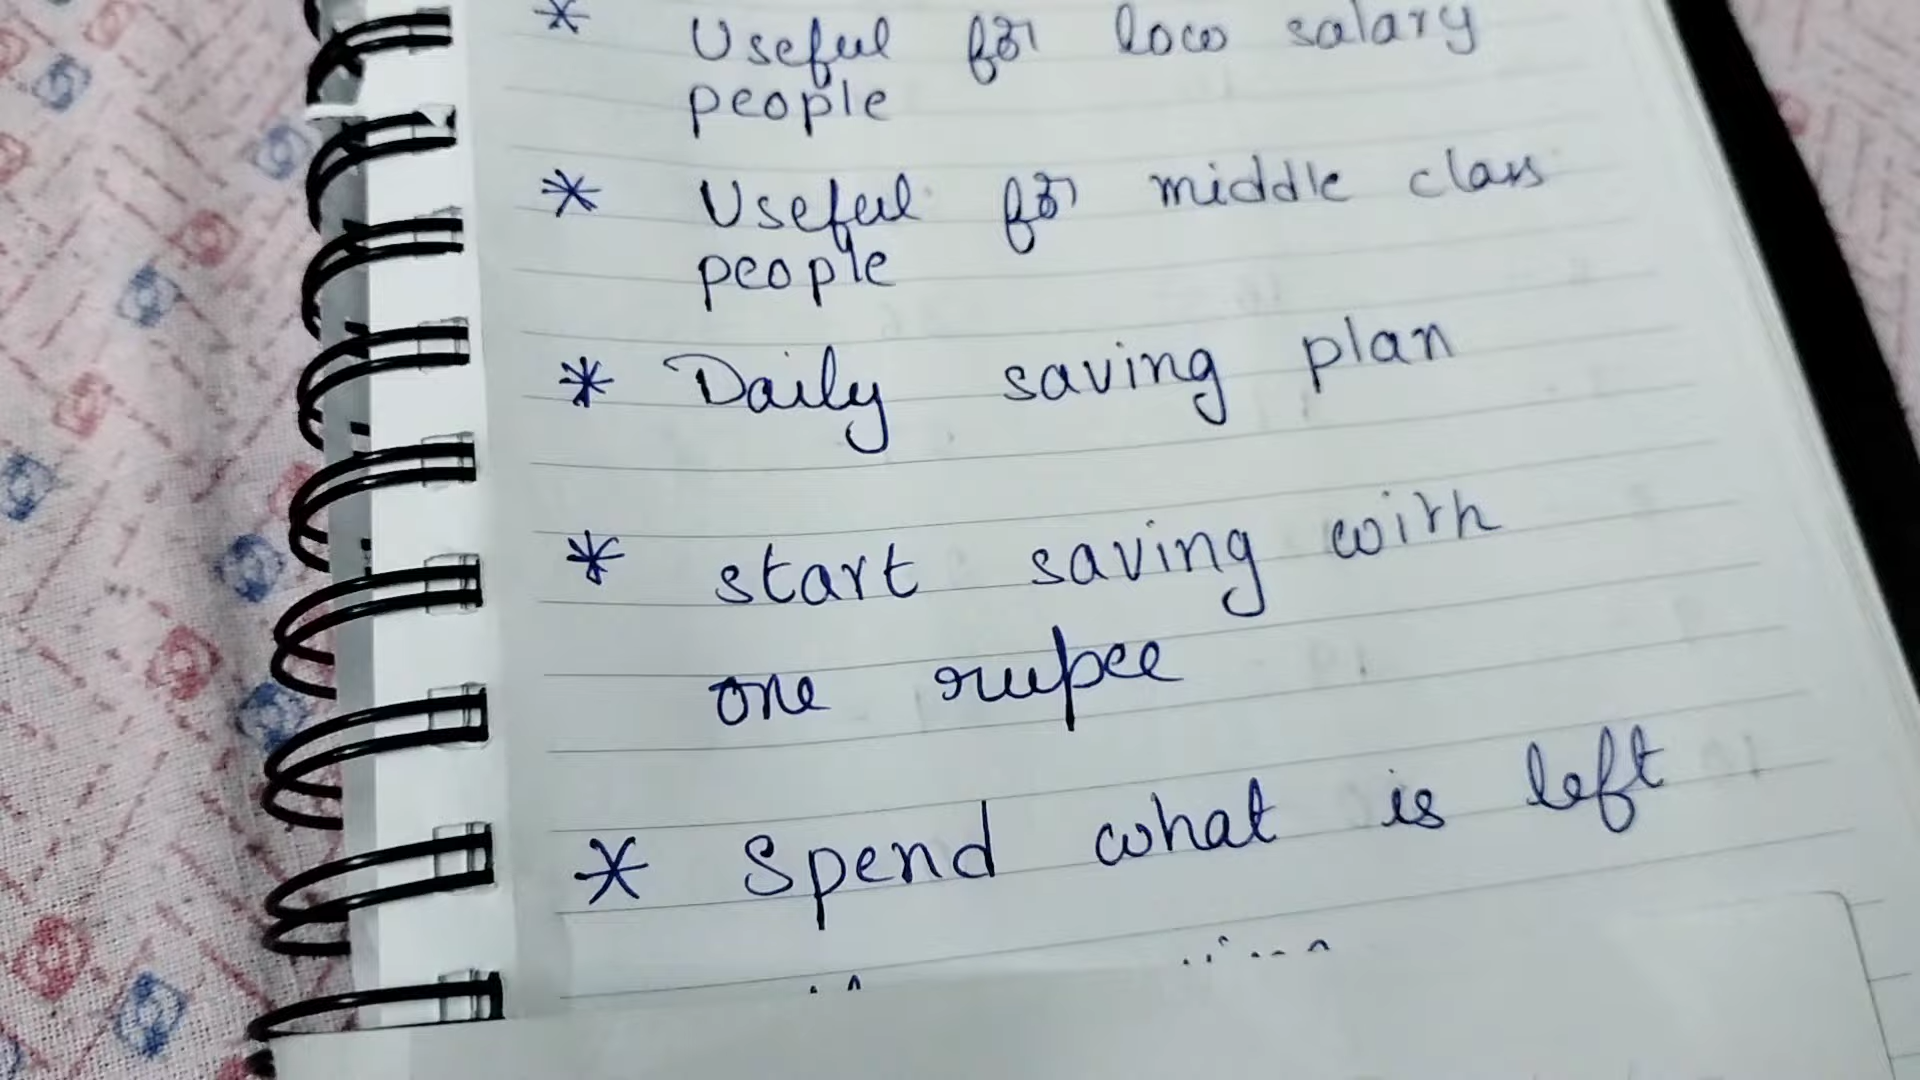 * Useful for low salary
people
* Useful for middle class
people
* Daily saving plan
* start saving with
one rupee
* Spend what is left